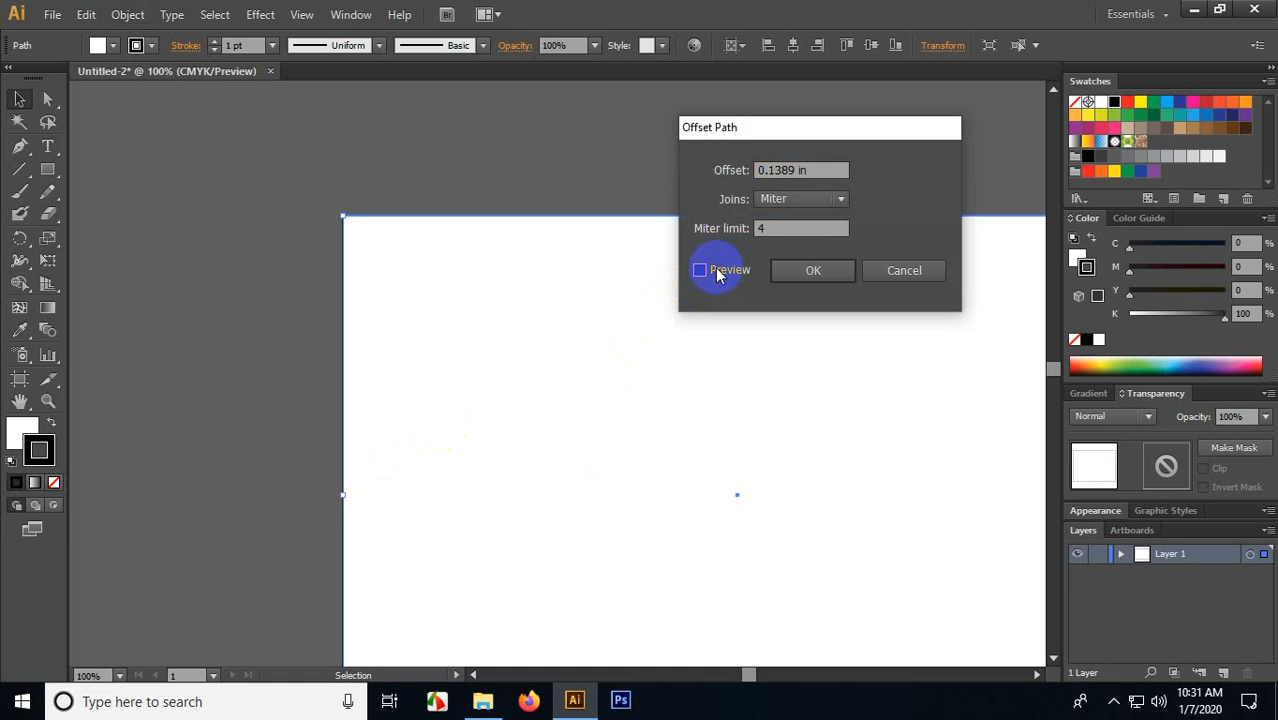 Ai File Edit Object Type Select Effect View Window Help Br Essentials
Path Stroke: 1 pt Uniform Basic Opacity: 100% Style: Transform
Untitled-2* @ 100% (CMYK/Preview) ×
Offset Path
Offset: 0.1389 in
Joins: Miter
Miter limit: 4
Preview OK Cancel
Swatches
Color Color Guide
C 0 %
M 0 %
Y 0 %
K 100 %
Gradient Transparency
Normal Opacity: 100%
Make Mask
Clip
Invert Mask
Appearance Graphic Styles
Layers Artboards
Layer 1
1 Layer
100% 1 Selection
Type here to search Ai Ps
10:31 AM
1/7/2020